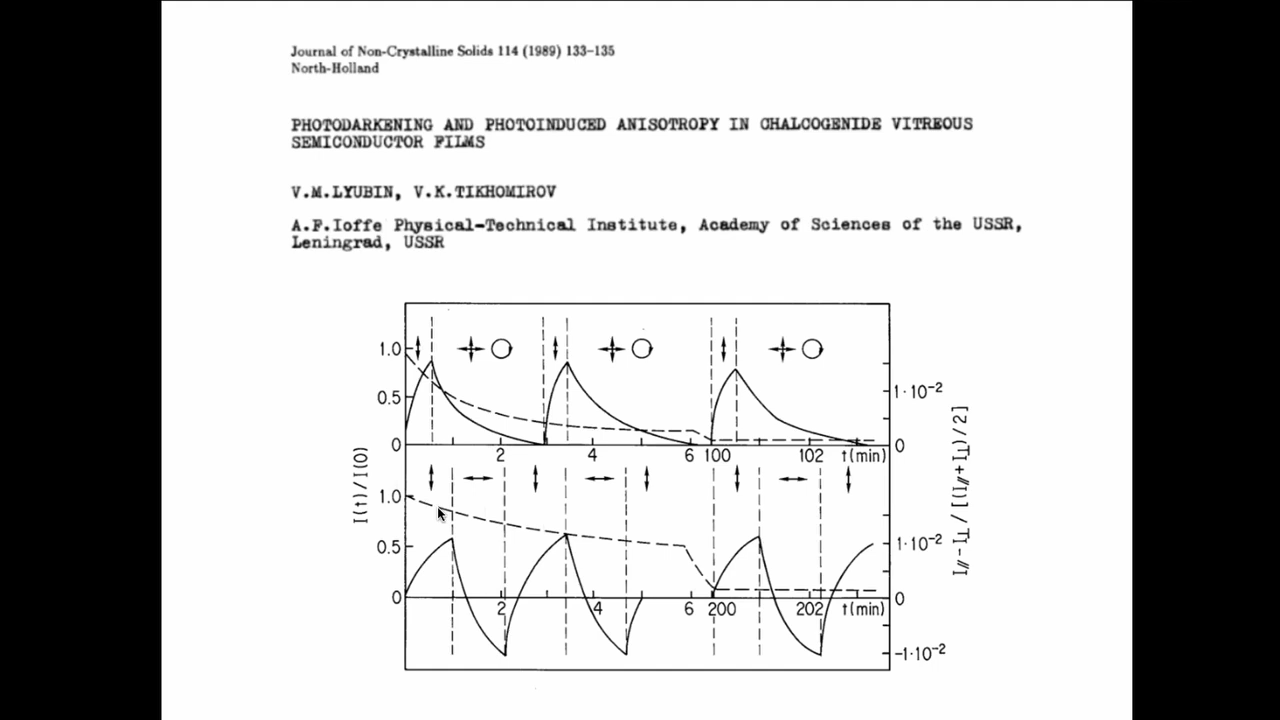 Journal of Non-Crystalline Solids 114 (1989) 133–135
North-Holland
PHOTODARKENING AND PHOTOINDUCED ANISOTROPY IN CHALCOGENIDE VITREOUS
SEMICONDUCTOR FILMS
V.M.LYUBIN, V.K.TIKHOMIROV
A.F.Ioffe Physical-Technical Institute, Academy of Sciences of the USSR,
Leningrad, USSR
1.0
0.5
0
1·10⁻²
0
2 4 6 100 102 t(min)
I(t)/I(0)
I∥−I⊥/[(I∥+I⊥)/2]
1.0
0.5
0
1·10⁻²
0
-1·10⁻²
2 4 6 200 202 t(min)